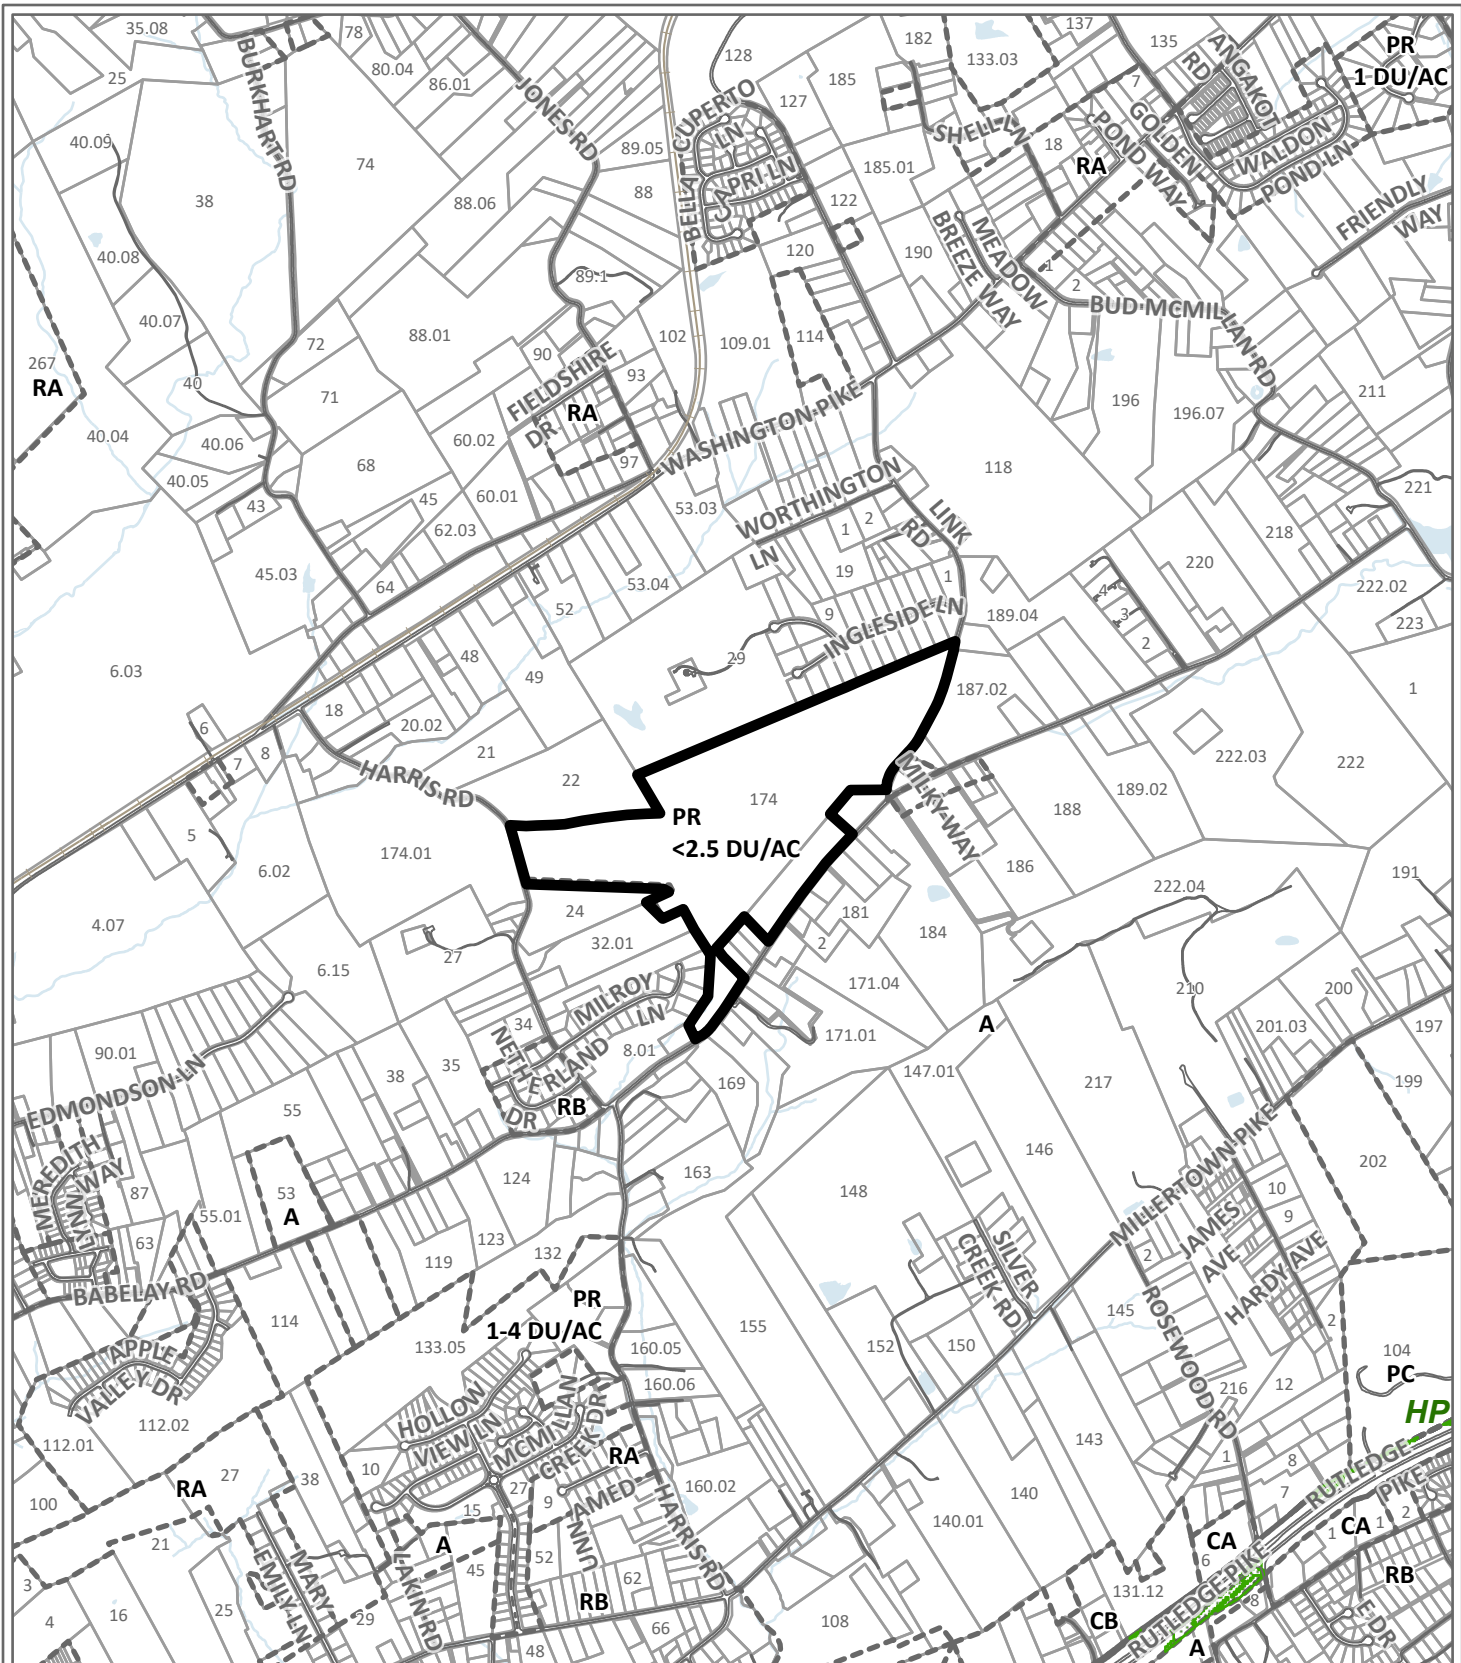 35.08
78
80.04
86.01
25
BURKHART RD
JONES RD
128
182
133.03
137
135
ANGAKOT
RD
PR
1 DU/AC
40.09
74
38
89.05
88
88.06
BELLA
CUPERTO
LN
CAPRI LN
127
185
185.01
122
SHELL LN
18
RA
7
GOLDEN
POND WAY
WALDON
POND LN
FRIENDLY
WAY
40.08
40.07
89.1
120
190
MEADOW
BREEZE WAY
1
2
BUD MCMILLAN RD
267
RA
40
72
71
88.01
90
FIELDSHIRE
DR
RA
93
102
109.01
114
WASHINGTON PIKE
196
196.07
211
40.04
40.06
40.05
43
68
60.02
60.01
45
62.03
97
53.03
WORTHINGTON
LN
1
2
LINK
RD
118
221
218
220
45.03
64
52
53.04
19
1
9
INGLESIDE LN
189.04
4
3
2
222.02
223
6.03
48
49
29
187.02
1
6
18
20.02
7
8
21
HARRIS RD
22
174
PR
<2.5 DU/AC
MILKY WAY
188
189.02
222.03
222
5
6.02
174.01
186
191
4.07
24
32.01
181
2
184
222.04
6.15
27
171.04
210
200
34
MILROY
LN
NETHERLAND
DR
8.01
171.01
A
201.03
197
90.01
EDMONDSON LN
38
35
RB
169
147.01
217
199
55
MEREDITH
LYNN WAY
87
53
A
55.01
63
124
163
148
146
MILLERTOWN PIKE
202
10
9
JAMES
AVE
HARDY AVE
2
BABELAY RD
119
123
132
SILVER
CREEK RD
2
ROSEWOOD RD
APPLE
VALLEY DR
114
133.05
PR
1-4 DU/AC
160.05
160.06
155
152
150
145
2
104
PC
HP
112.02
112.01
HOLLOW
VIEW LN
MCMILLIAN
CREEK DR
RA
216
12
RA
27
38
10
100
15
27
9
AMED
NNU
160.02
HARRIS RD
140
143
140.01
1
8
7
RUTLEDGE
PIKE
21
3
16
4
25
EMILY LN
MARY
29
LAKIN RD
A
45
52
62
RB
66
48
108
CA
6
CA
1
1
2
131.12
CB
RUTLEDGE PIKE
8
A
RB
E DR